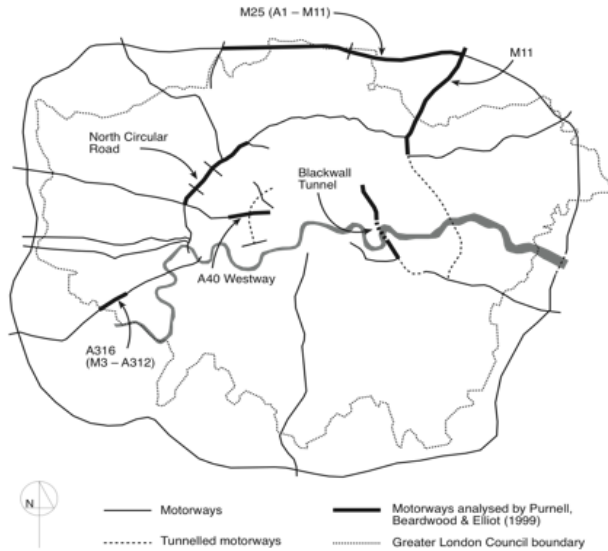 M25 (A1 – M11)
M11
North Circular
Road
Blackwall
Tunnel
A40 Westway
A316
(M3 – A312)
N
Motorways
Tunnelled motorways
Motorways analysed by Purnell,
Beardwood & Elliot (1999)
Greater London Council boundary